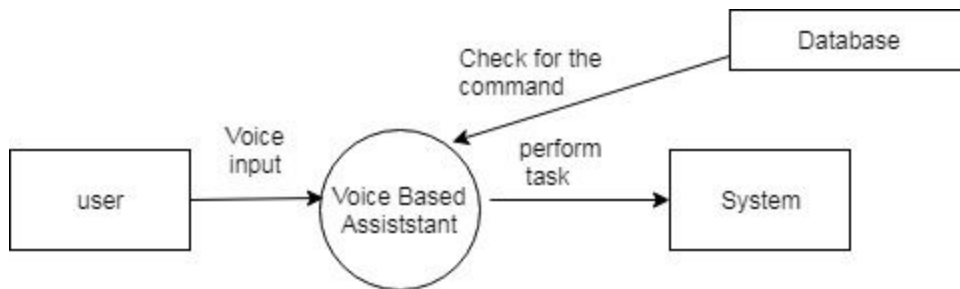 Database
Check for the
command
Voice
input
perform
task
user
Voice Based
Assiststant
System